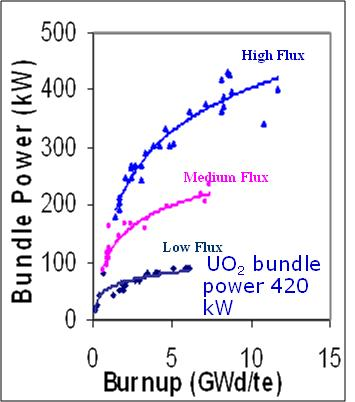 500
High Flux
400
300
200
Medium Flux
100
Low Flux
UO₂ bundle
power 420
kW
0
0
5
10
15
Bundle Power (kW)
Burnup (GWd/te)